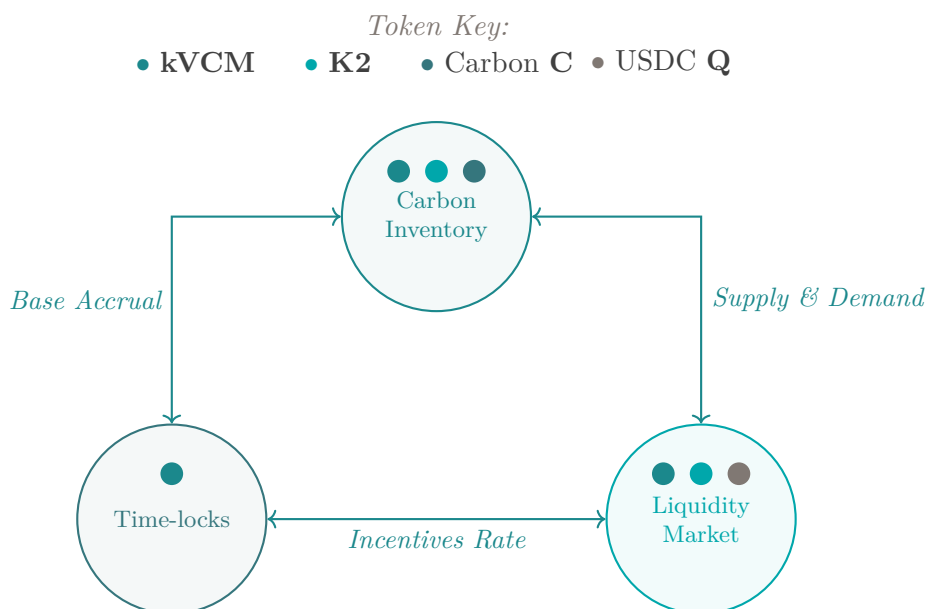 Token Key:
kVCM K2 Carbon C USDC Q
Carbon
Inventory
Base Accrual
Supply & Demand
Time-locks
Liquidity
Market
Incentives Rate